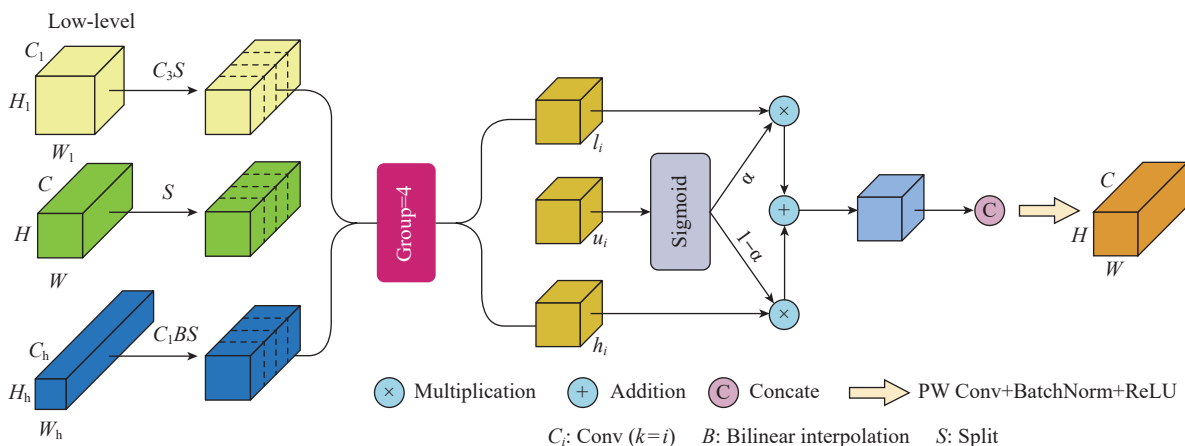 Low-level
C₁
H₁
W₁
C₃S
C
H
W
S
Cₕ
Hₕ
Wₕ
C₁BS
Group=4
lᵢ
uᵢ
hᵢ
Sigmoid
α
1−α
×
+
×
C
C
H
W
× Multiplication + Addition C Concate PW Conv+BatchNorm+ReLU
Cᵢ: Conv (k=i) B: Bilinear interpolation S: Split